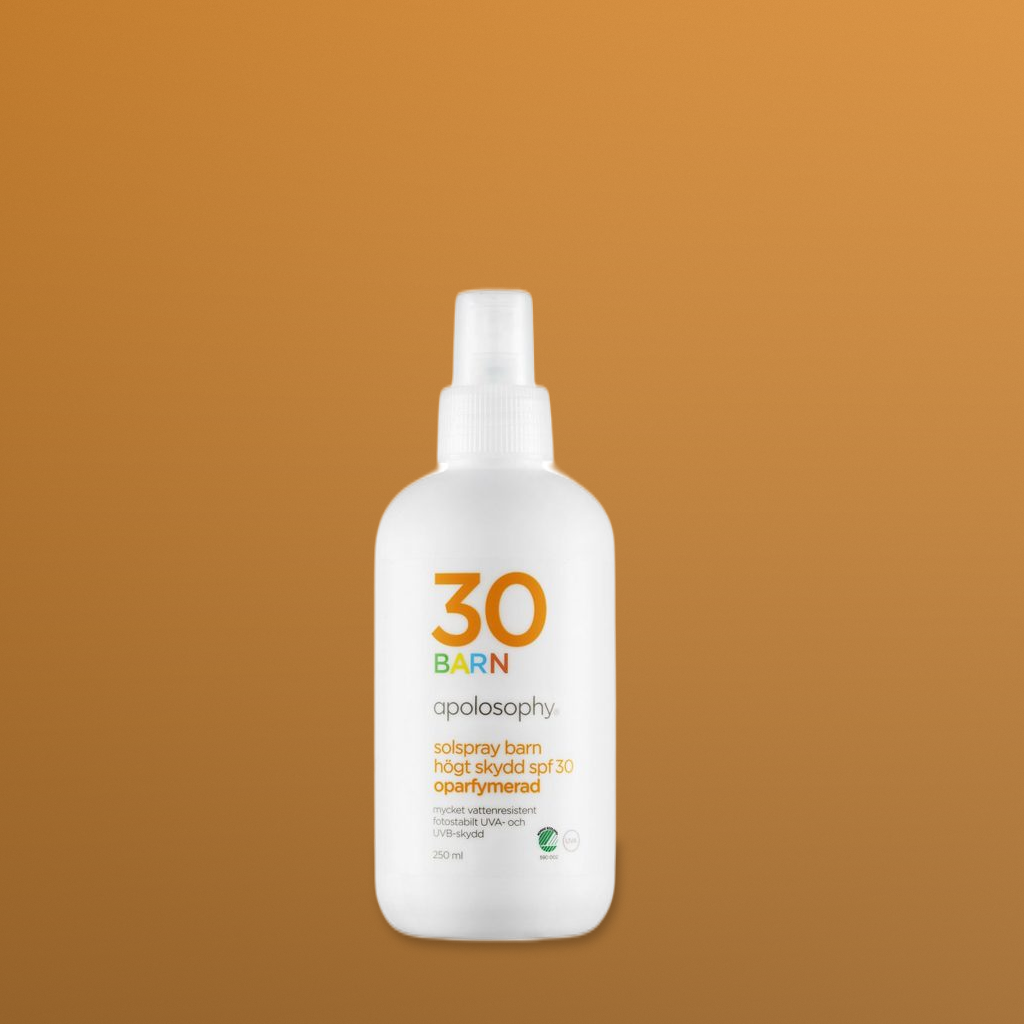 30
BARN
apolosophy
solspray barn
högt skydd spf 30
oparfymerad
mycket vattenresistent
fotostabilt UVA- och
UVB-skydd
250 ml
UVA